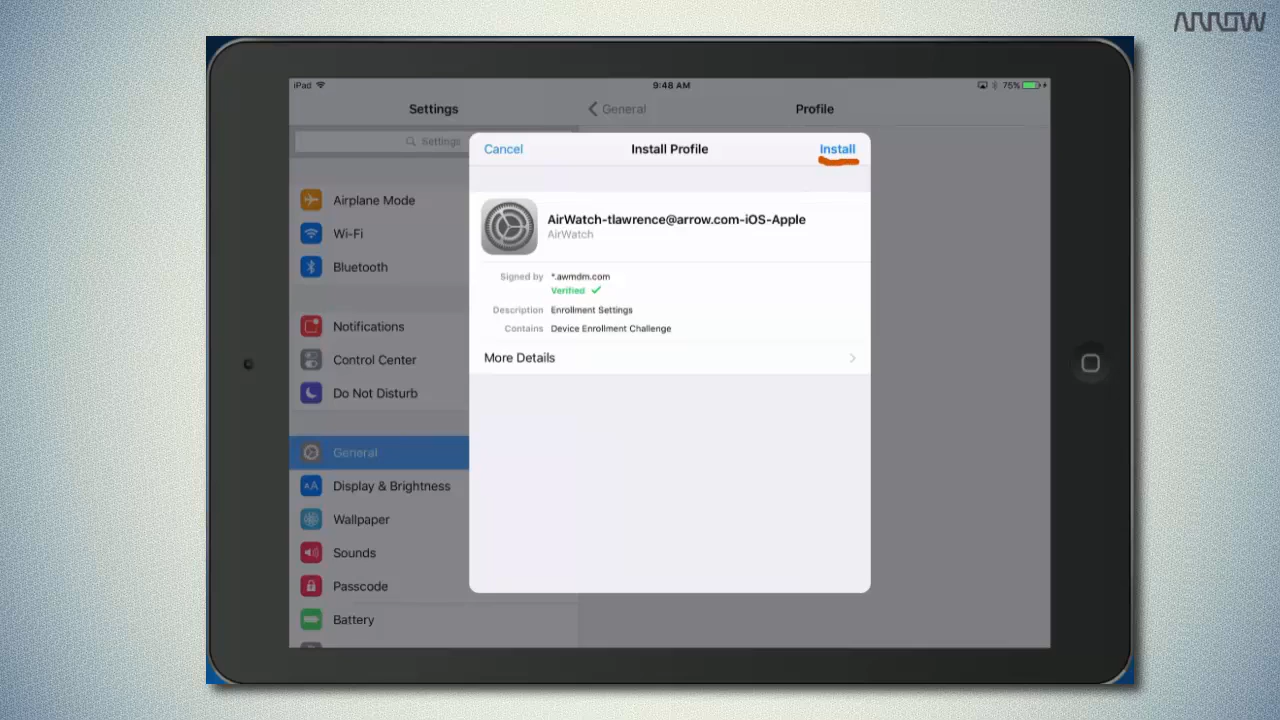 ARROW
iPad
9:48 AM
75%
Settings
General
Profile
Settings
Cancel
Install Profile
Install
AirWatch-tlawrence@arrow.com-iOS-Apple
AirWatch
Signed by *.awmdm.com
Verified
Description Enrollment Settings
Contains Device Enrollment Challenge
More Details
Airplane Mode
Wi-Fi
Bluetooth
Notifications
Control Center
Do Not Disturb
General
AA Display & Brightness
Wallpaper
Sounds
Passcode
Battery